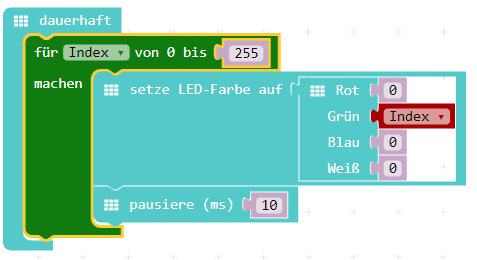 dauerhaft
für Index von 0 bis 255
machen setze LED-Farbe auf Rot 0
Grün Index
Blau 0
Weiß 0
pausiere (ms) 10